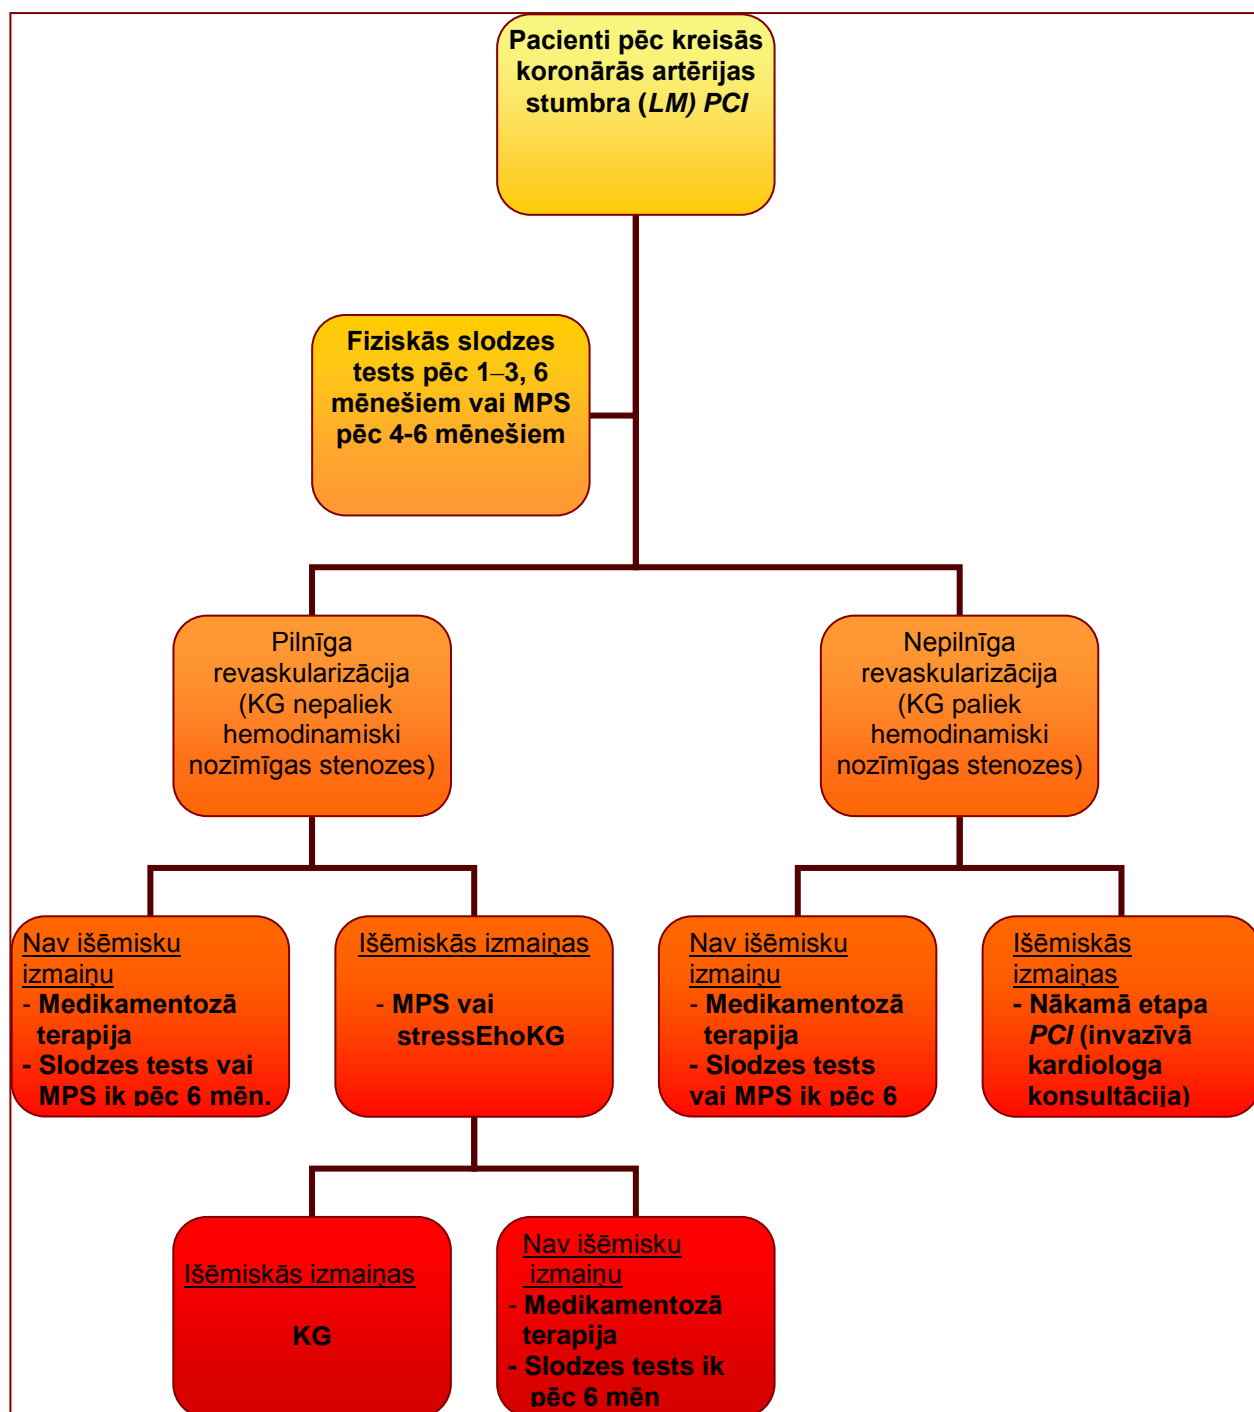 Pacienti pēc kreisās
koronārās artērijas
stumbra (LM) PCI
Fiziskās slodzes
tests pēc 1–3, 6
mēnešiem vai MPS
pēc 4-6 mēnešiem
Pilnīga
revaskularizācija
(KG nepaliek
hemodinamiski
nozīmīgas stenozes)
Nepilnīga
revaskularizācija
(KG paliek
hemodinamiski
nozīmīgas stenozes)
Nav išēmisku
izmaiņu
- Medikamentozā
terapija
- Slodzes tests vai
MPS ik pēc 6 mēn.
Išēmiskās izmaiņas
- MPS vai
stressEhoKG
Nav išēmisku
izmaiņu
- Medikamentozā
terapija
- Slodzes tests
vai MPS ik pēc 6
Išēmiskās
izmaiņas
- Nākamā etapa
PCI (invazīvā
kardiologa
konsultācija)
Išēmiskās izmaiņas
KG
Nav išēmisku
izmaiņu
- Medikamentozā
terapija
- Slodzes tests ik
pēc 6 mēn